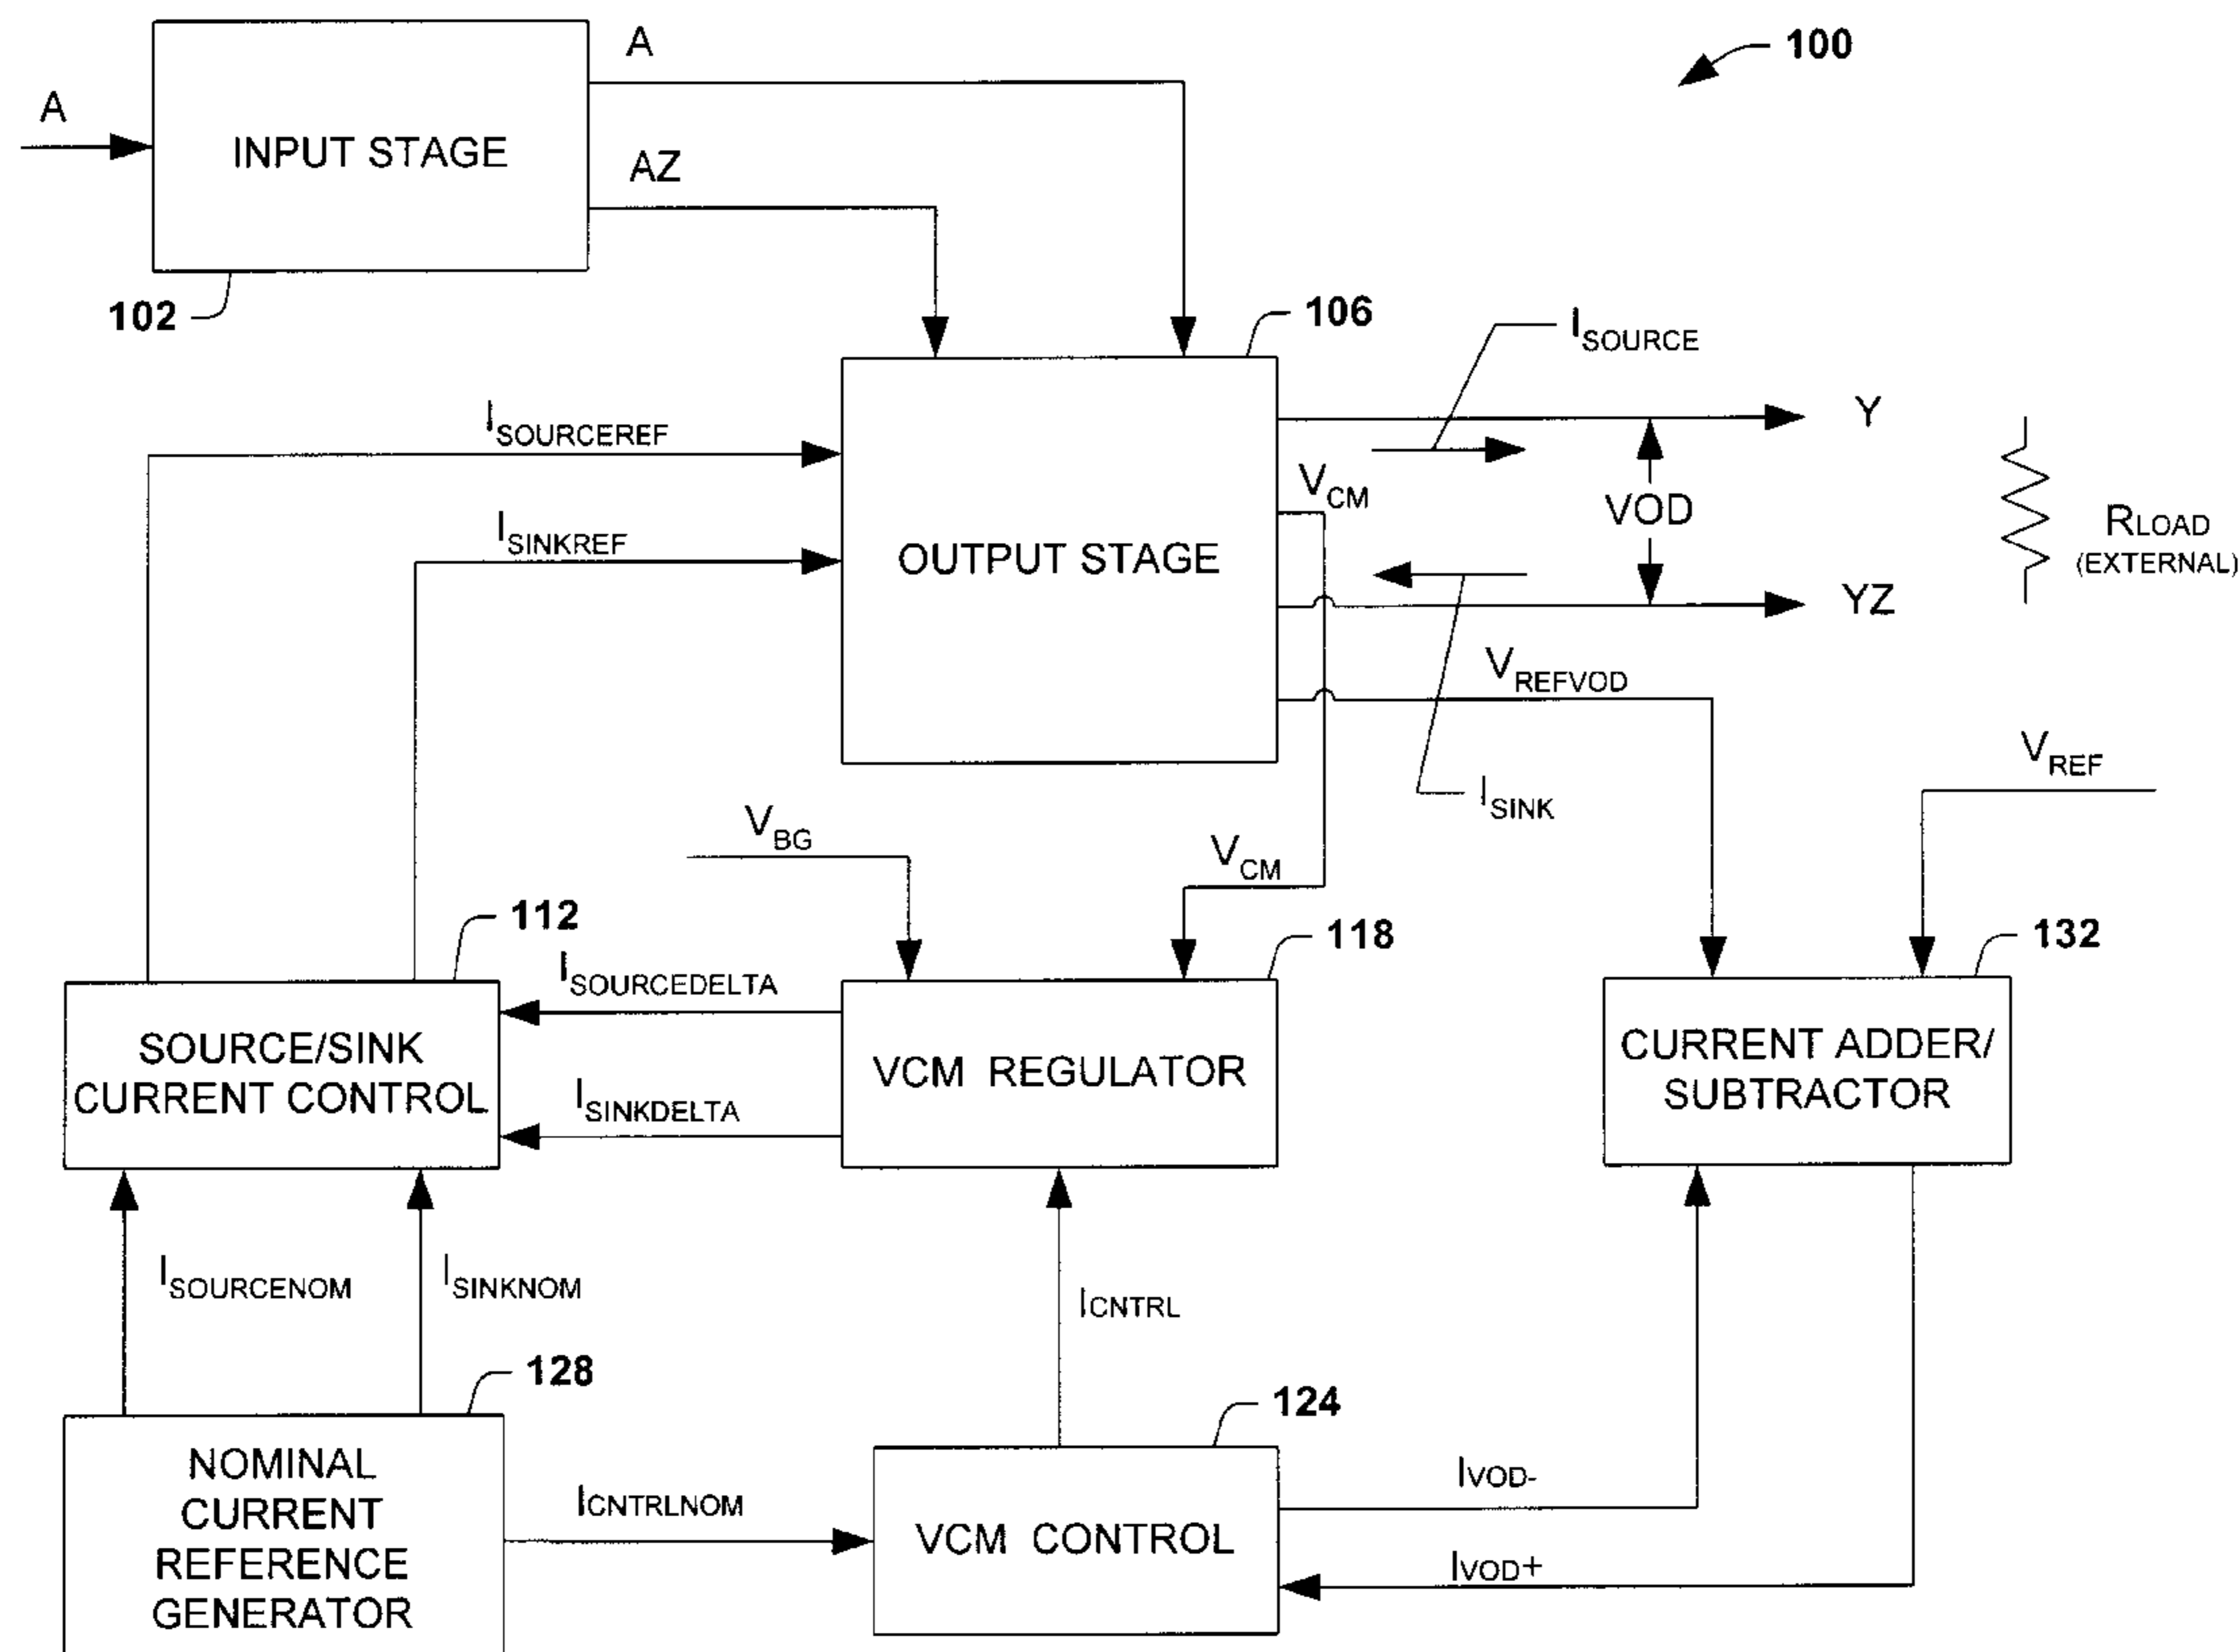 100
A
A
INPUT STAGE
AZ
102
106
ISOURCE
ISOURCEREF
Y
VCM
ISINKREF
VOD
RLOAD
(EXTERNAL)
OUTPUT STAGE
YZ
VREFVOD
VREF
ISINK
VBG
VCM
112
118
132
ISOURCEDELTA
SOURCE/SINK
CURRENT CONTROL
VCM REGULATOR
CURRENT ADDER/
SUBTRACTOR
ISINKDELTA
ISOURCENOM
ISINKNOM
ICNTRL
128
124
NOMINAL
CURRENT
REFERENCE
GENERATOR
ICNTRLNOM
VCM CONTROL
IVOD-
IVOD+